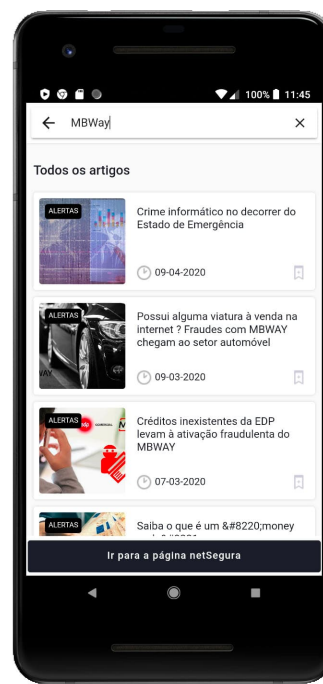 100% 11:45
MBWay
Todos os artigos
ALERTAS
Crime informático no decorrer do
Estado de Emergência
09-04-2020
ALERTAS
Possui alguma viatura à venda na
internet ? Fraudes com MBWAY
chegam ao setor automóvel
WAY
09-03-2020
ALERTAS
edp
COMERCIAL
Créditos inexistentes da EDP
levam à ativação fraudulenta do
MBWAY
07-03-2020
ALERTAS
Saiba o que é um &#8220;money
Ir para a página netSegura